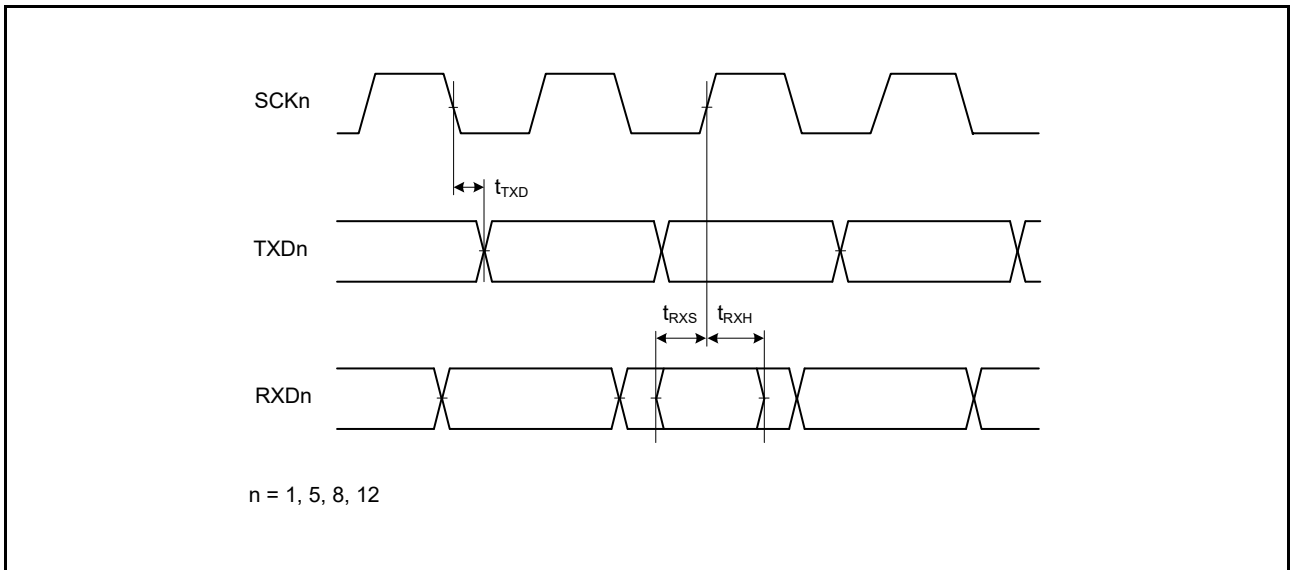 SCKn
tTXD
TXDn
tRXS tRXH
RXDn
n = 1, 5, 8, 12